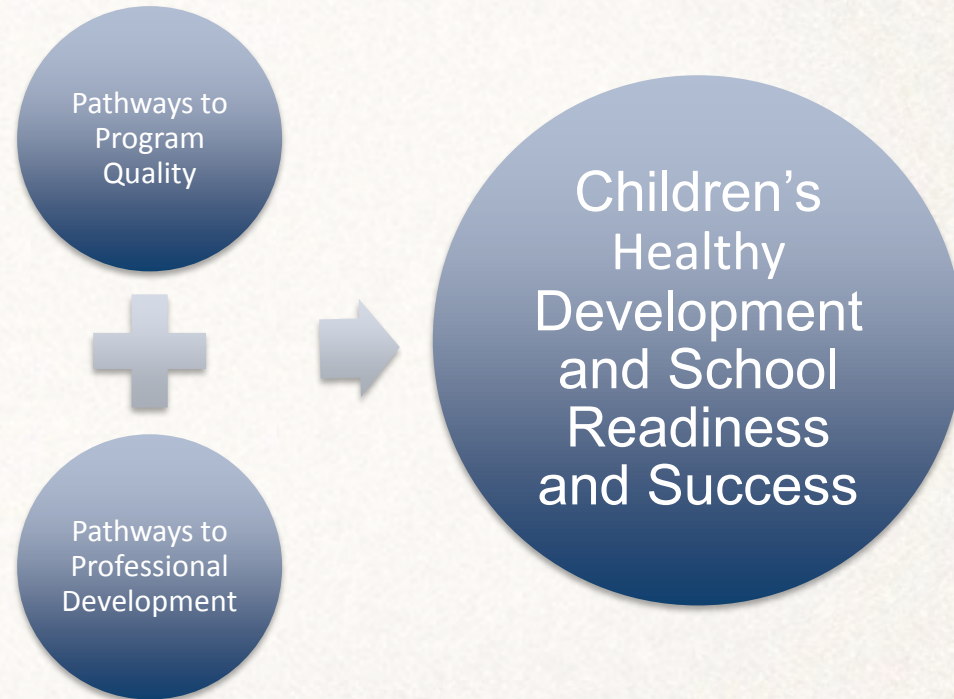 Pathways to
Program
Quality
Pathways to
Professional
Development
Children’s
Healthy
Development
and School
Readiness
and Success